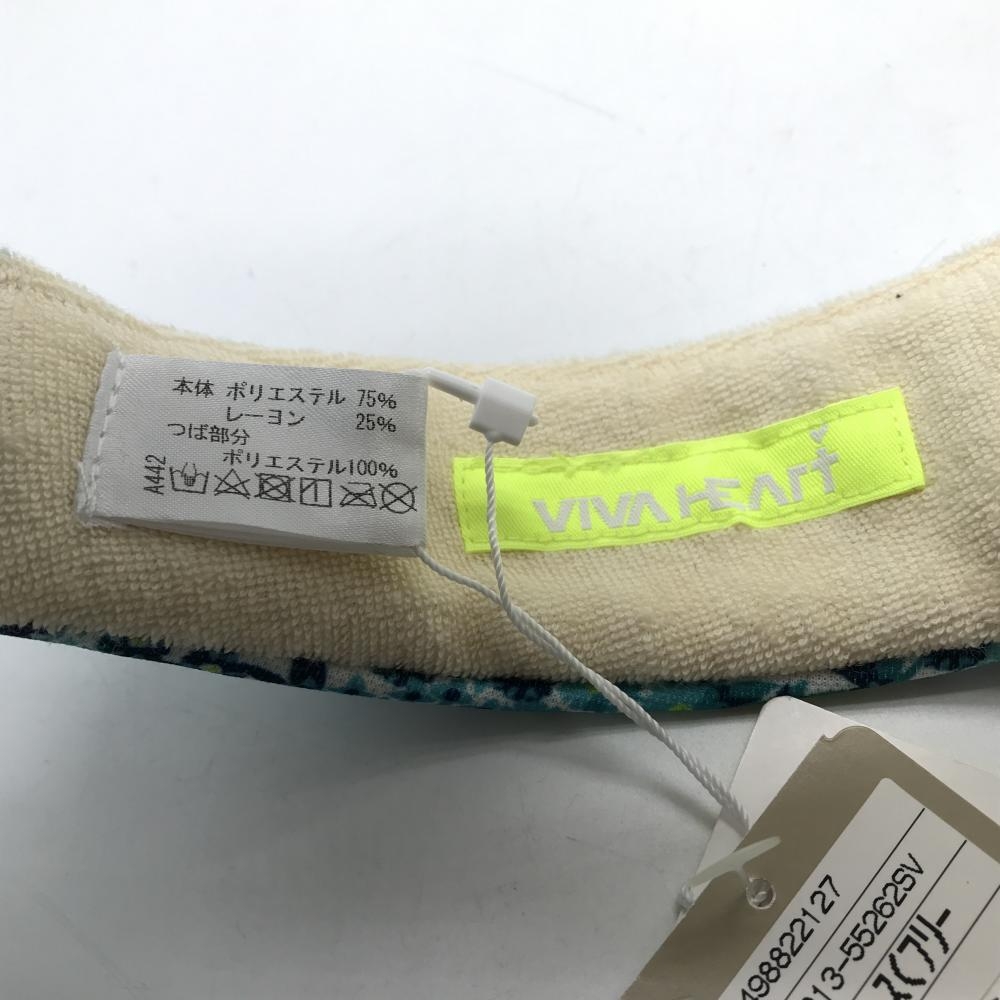 本体 ポリエステル 75%
レーヨン 25%
つば部分
ポリエステル100%
A442
VIVA HEART
498822127
013-55262SV
ス(フリー